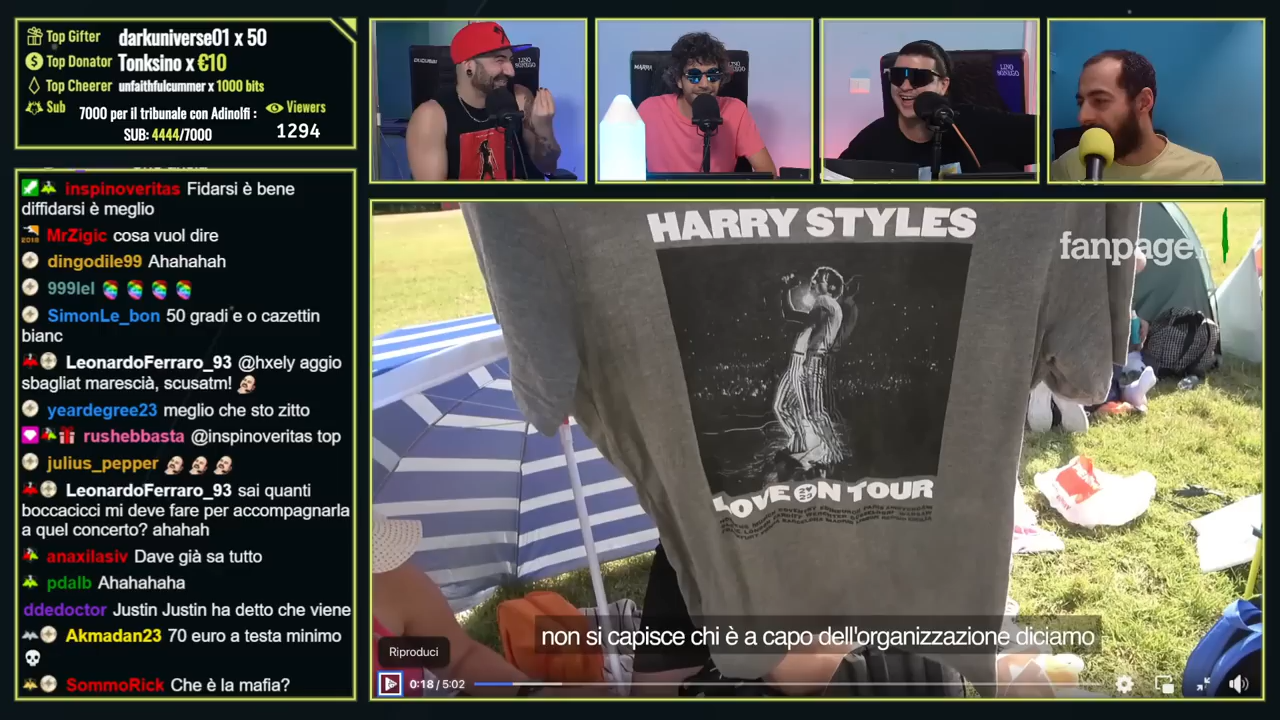 Top Gifter darkuniverse01 x 50
Top Donator Tonksino x €10
Top Cheerer unfaithfulcummer x 1000 bits
Sub 7000 per il tribunale con Adinolfi :
SUB: 4444/7000
Viewers
1294
inspinoveritas Fidarsi è bene
diffidarsi è meglio
MrZigic cosa vuol dire
dingodile99 Ahahahah
999lel
SimonLe_bon 50 gradi e o cazettin
bianc
LeonardoFerraro_93 @hxely aggio
sbagliat marescià, scusatm!
yeardegree23 meglio che sto zitto
rushebbasta @inspinoveritas top
julius_pepper
LeonardoFerraro_93 sai quanti
boccacicci mi deve fare per accompagnarla
a quel concerto? ahahah
anaxilasiv Dave già sa tutto
pdalb Ahahahaha
ddedoctor Justin Justin ha detto che viene
Akmadan23 70 euro a testa minimo
SommoRick Che è la mafia?
HARRY STYLES
LOVE ON TOUR
fanpage
non si capisce chi è a capo dell'organizzazione diciamo
Riproduci
0:18 / 5:02